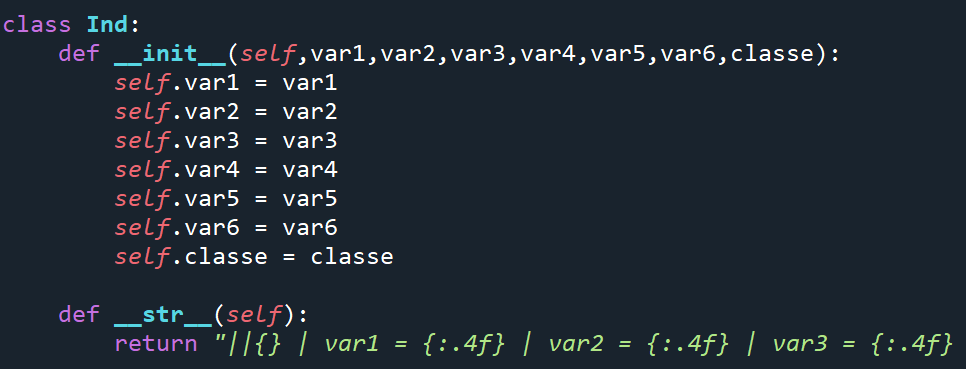 class Ind:
    def __init__(self,var1,var2,var3,var4,var5,var6,classe):
        self.var1 = var1
        self.var2 = var2
        self.var3 = var3
        self.var4 = var4
        self.var5 = var5
        self.var6 = var6
        self.classe = classe

    def __str__(self):
        return "||{} | var1 = {:.4f} | var2 = {:.4f} | var3 = {:.4f}